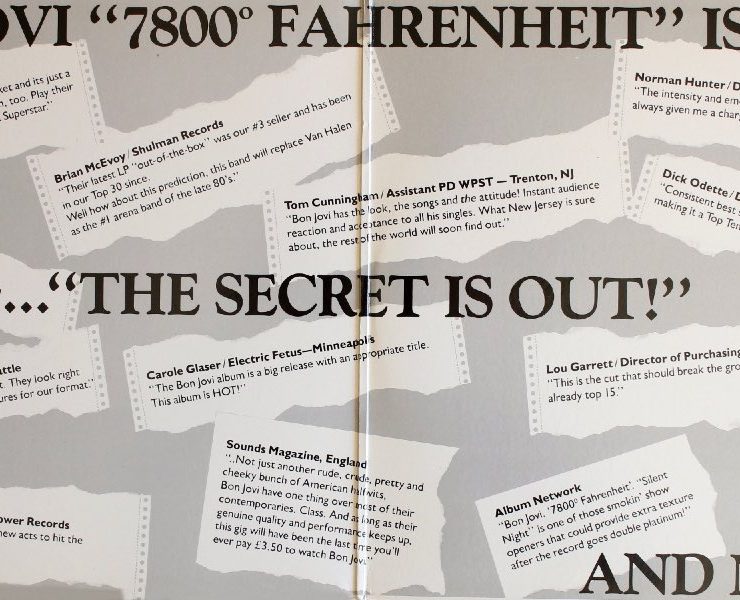 OVI “7800º FAHRENHEIT” IS
ket and its just a
, too. Play their
Superstar.”
Brian McEvoy/Shulman Records
“Their latest LP “out-of-the-box” was our #3 seller and has been
in our Top 30 since.
Well how about this prediction, this band will replace Van Halen
as the #1 arena band of the late 80’s.”
Norman Hunter/D
“The intensity and em
always given me a charg
Tom Cunningham/Assistant PD WPST — Trenton, NJ
“Bon Jovi has the look, the songs and the attitude! Instant audience
reaction and acceptance to all his singles. What New Jersey is sure
about, the rest of the world will soon find out.”
Dick Odette/D
“Consistent best s
making it a Top Ten
...“THE SECRET IS OUT!”
attle
t. They look right
ures for our format.”
Carole Glaser/Electric Fetus—Minneapolis
“The Bon Jovi album is a big release with an appropriate title.
This album is HOT!”
Lou Garrett/Director of Purchasing
“This is the cut that should break the gro
already top 15.”
Sounds Magazine, England
“..Not just another rude, crude, pretty and
cheeky bunch of American halfwits,
Bon Jovi have one thing over most of their
contemporaries. Class. And as long as their
genuine quality and performance keeps up,
this gig will have been the last time you’ll
ever pay £3.50 to watch Bon Jovi”
Album Network
“Bon Jovi. ‘7800º Fahrenheit’. “Silent
Night” is one of those smokin’ show
openers that could provide extra texture
after the record goes double platinum!”
ower Records
new acts to hit the
AND